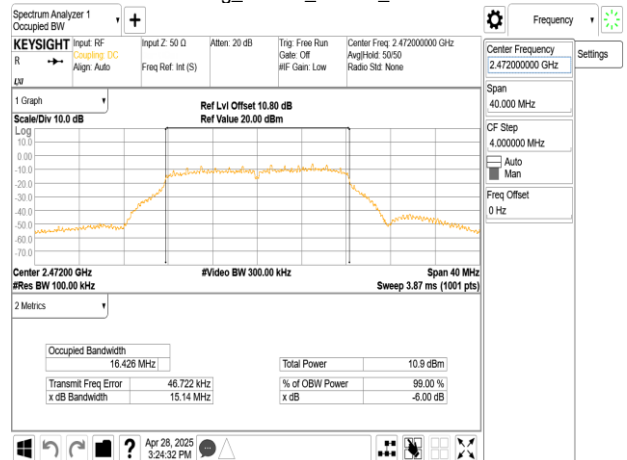 Spectrum Analyzer 1
Occupied BW
Frequency
KEYSIGHT
R
Input: RF
Coupling: DC
Align: Auto
Input Z: 50 Ω
Freq Ref: Int (S)
Atten: 20 dB
Trig: Free Run
Gate: Off
#IF Gain: Low
Center Freq: 2.472000000 GHz
Avg|Hold: 50/50
Radio Std: None
Center Frequency
2.472000000 GHz
Settings
Span
40.000 MHz
CF Step
4.000000 MHz
Auto
Man
Freq Offset
0 Hz
1 Graph
Scale/Div 10.0 dB
Ref Lvl Offset 10.80 dB
Ref Value 20.00 dBm
Log
10.0
0.00
-10.0
-20.0
-30.0
-40.0
-50.0
-60.0
-70.0
Center 2.47200 GHz
#Res BW 100.00 kHz
#Video BW 300.00 kHz
Span 40 MHz
Sweep 3.87 ms (1001 pts)
2 Metrics
Occupied Bandwidth
16.426 MHz
Total Power 10.9 dBm
Transmit Freq Error 46.722 kHz
% of OBW Power 99.00 %
x dB Bandwidth 15.14 MHz
x dB -6.00 dB
?
Apr 28, 2025
3:24:32 PM